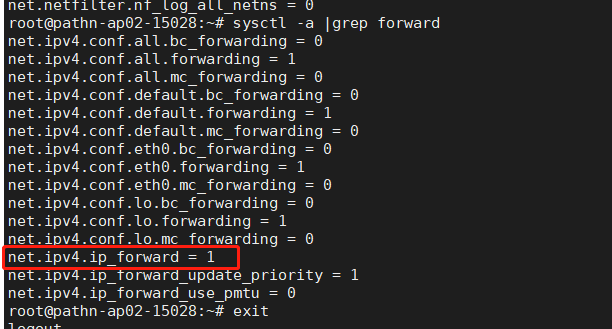 net.netfilter.nf_log_all_netns = 0
root@pathn-ap02-15028:~# sysctl -a |grep forward
net.ipv4.conf.all.bc_forwarding = 0
net.ipv4.conf.all.forwarding = 1
net.ipv4.conf.all.mc_forwarding = 0
net.ipv4.conf.default.bc_forwarding = 0
net.ipv4.conf.default.forwarding = 1
net.ipv4.conf.default.mc_forwarding = 0
net.ipv4.conf.eth0.bc_forwarding = 0
net.ipv4.conf.eth0.forwarding = 1
net.ipv4.conf.eth0.mc_forwarding = 0
net.ipv4.conf.lo.bc_forwarding = 0
net.ipv4.conf.lo.forwarding = 1
net.ipv4.conf.lo.mc_forwarding = 0
net.ipv4.ip_forward = 1
net.ipv4.ip_forward_update_priority = 1
net.ipv4.ip_forward_use_pmtu = 0
root@pathn-ap02-15028:~# exit
logout